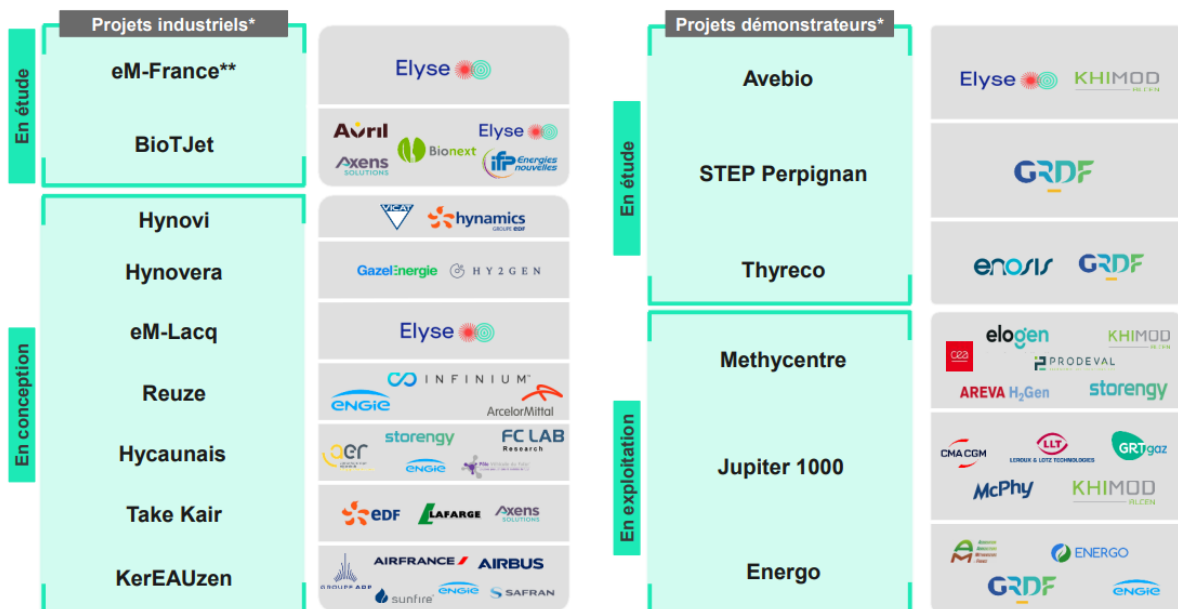 Projets industriels*
En étude
eM-France**
Elyse
BioTJet
Avril
Elyse
Axens
SOLUTIONS
Bionext
ifp Energies
nouvelles
En conception
Hynovi
VICAT
hynamics
GROUPE EDF
Hynovera
GazelEnergie
HY2GEN
eM-Lacq
Elyse
Reuze
INFINIUM
ENGIE
ArcelorMittal
Hycaunais
aer
storengy
FC LAB
Research
ENGIE
Take Kair
EDF
LAFARGE
Axens
SOLUTIONS
KerEAUzen
GROUPE ADP
AIRFRANCE
AIRBUS
sunfire
ENGIE
SAFRAN
Projets démonstrateurs*
En étude
Avebio
Elyse
KHIMOD
ALCEN
STEP Perpignan
GRDF
Thyreco
enosis
GRDF
En exploitation
Methycentre
cea
elogen
KHIMOD
ALCEN
PRODEVAL
AREVA H₂Gen
storengy
Jupiter 1000
CMA CGM
LLT
LEROUX & LOTZ TECHNOLOGIES
GRTgaz
McPhy
KHIMOD
ALCEN
Energo
ENERGO
GRDF
ENGIE